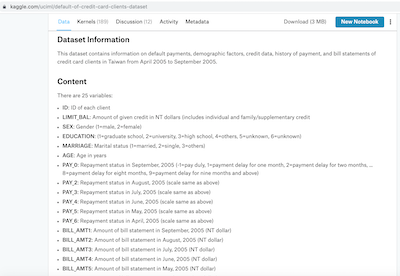 kaggle.com/uciml/default-of-credit-card-clients-dataset
Data Kernels (189) Discussion (12) Activity Metadata Download (3 MB) New Notebook
Dataset Information
This dataset contains information on default payments, demographic factors, credit data, history of payment, and bill statements of
credit card clients in Taiwan from April 2005 to September 2005.
Content
There are 25 variables:
ID: ID of each client
LIMIT_BAL: Amount of given credit in NT dollars (includes individual and family/supplementary credit
SEX: Gender (1=male, 2=female)
EDUCATION: (1=graduate school, 2=university, 3=high school, 4=others, 5=unknown, 6=unknown)
MARRIAGE: Marital status (1=married, 2=single, 3=others)
AGE: Age in years
PAY_0: Repayment status in September, 2005 (-1=pay duly, 1=payment delay for one month, 2=payment delay for two months, ...
8=payment delay for eight months, 9=payment delay for nine months and above)
PAY_2: Repayment status in August, 2005 (scale same as above)
PAY_3: Repayment status in July, 2005 (scale same as above)
PAY_4: Repayment status in June, 2005 (scale same as above)
PAY_5: Repayment status in May, 2005 (scale same as above)
PAY_6: Repayment status in April, 2005 (scale same as above)
BILL_AMT1: Amount of bill statement in September, 2005 (NT dollar)
BILL_AMT2: Amount of bill statement in August, 2005 (NT dollar)
BILL_AMT3: Amount of bill statement in July, 2005 (NT dollar)
BILL_AMT4: Amount of bill statement in June, 2005 (NT dollar)
BILL_AMT5: Amount of bill statement in May, 2005 (NT dollar)